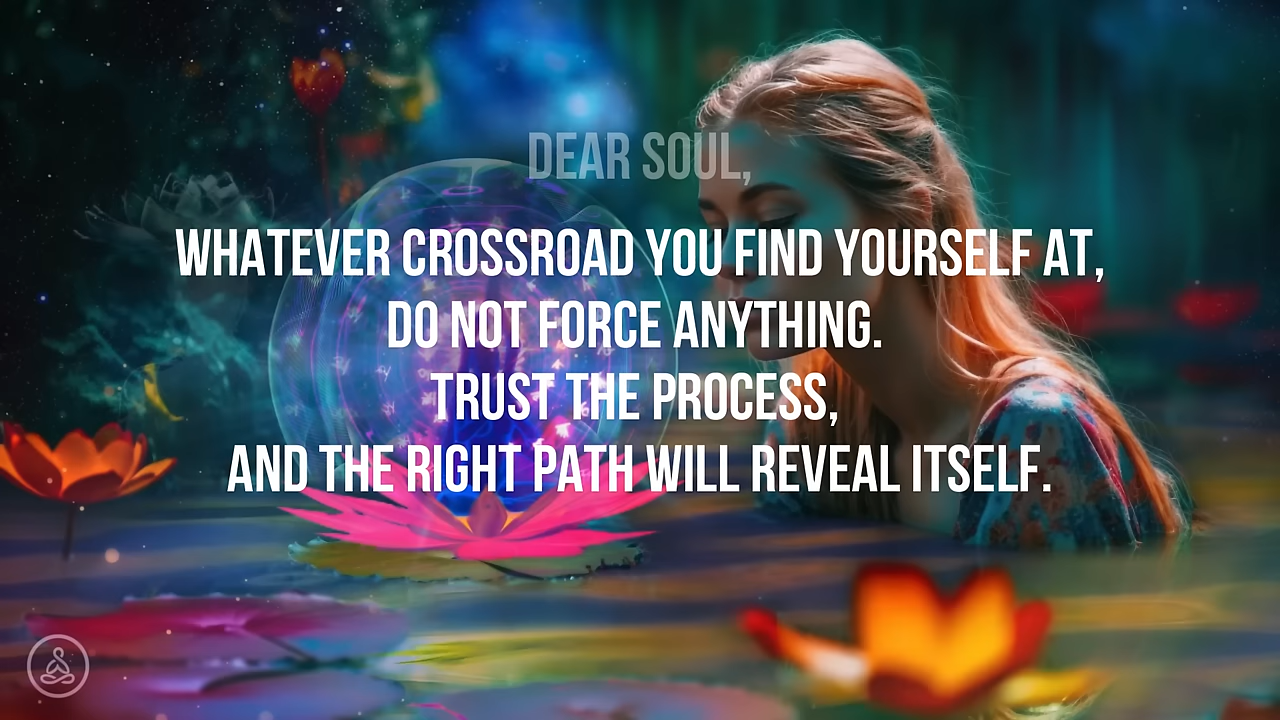 DEAR SOUL,
WHATEVER CROSSROAD YOU FIND YOURSELF AT,
DO NOT FORCE ANYTHING.
TRUST THE PROCESS,
AND THE RIGHT PATH WILL REVEAL ITSELF.